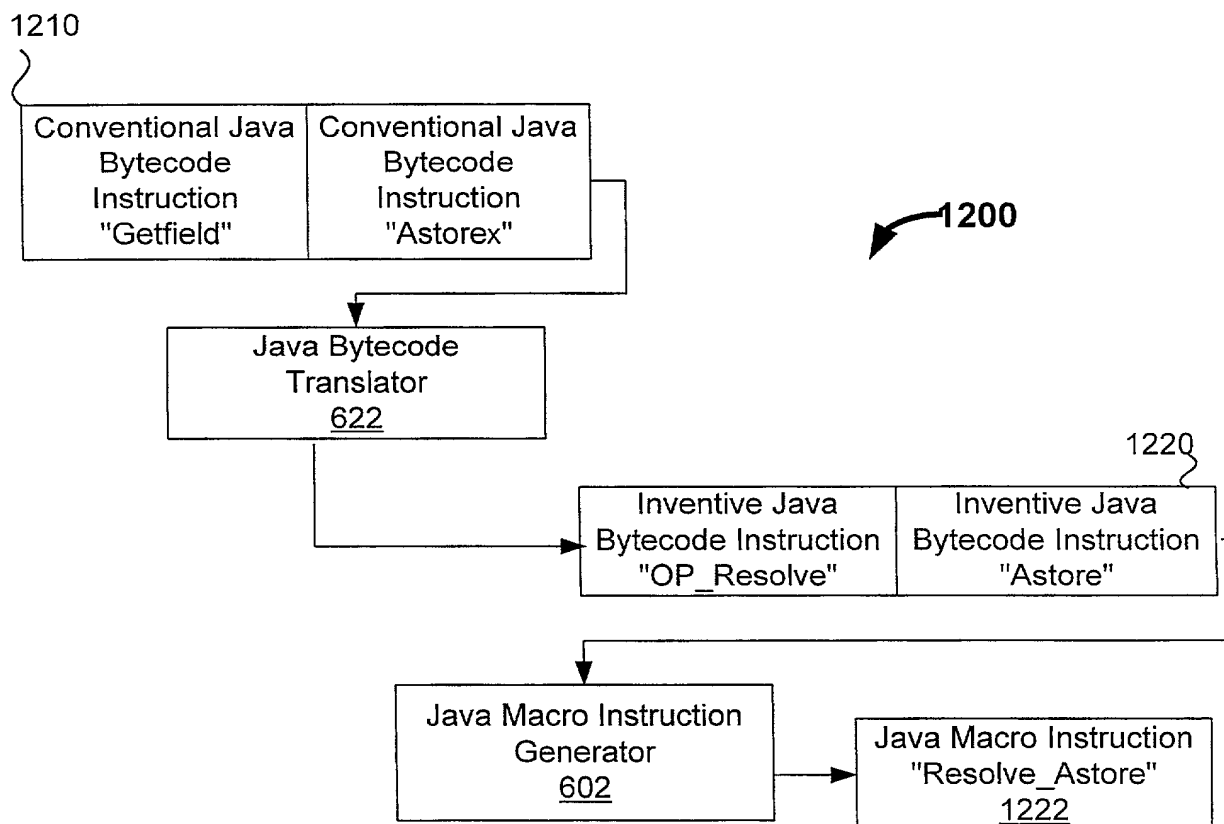 1210
Conventional Java
Bytecode
Instruction
"Getfield"
Conventional Java
Bytecode
Instruction
"Astorex"
1200
Java Bytecode
Translator
622
1220
Inventive Java
Bytecode Instruction
"OP_Resolve"
Inventive Java
Bytecode Instruction
"Astore"
Java Macro Instruction
Generator
602
Java Macro Instruction
"Resolve_Astore"
1222